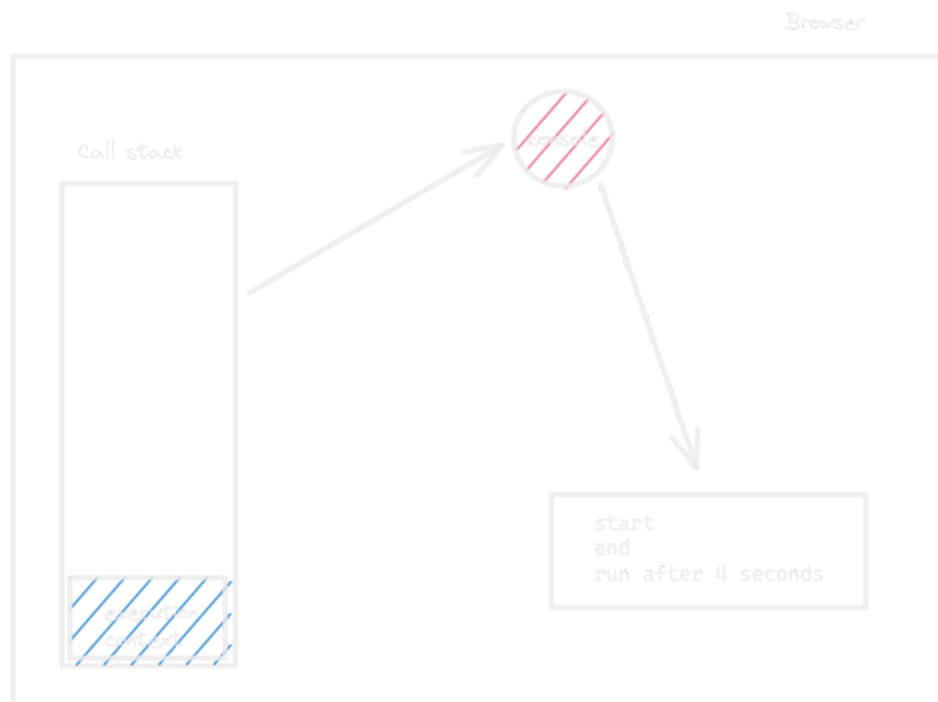 Browser
Call stack
console
start
end
run after 4 seconds
execution
context